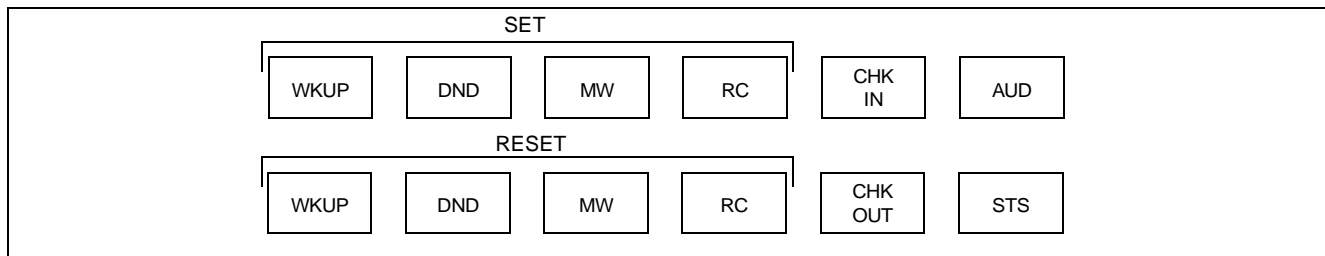 SET
WKUP DND MW RC CHK IN AUD
RESET
WKUP DND MW RC CHK OUT STS